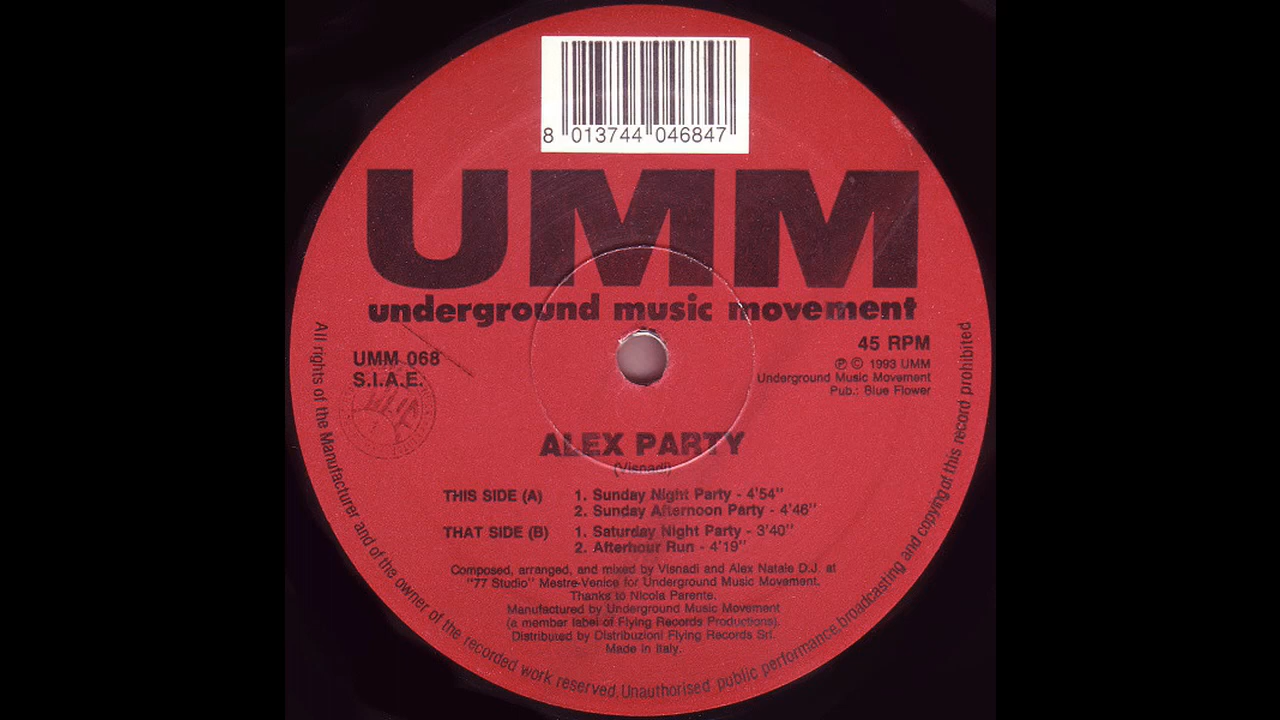 8 013744 046847
UMM
underground music movement
UMM 068
S.I.A.E.
45 RPM
Ⓟ © 1993 UMM
Underground Music Movement
Pub.: Blue Flower
ALEX PARTY
(Visnadi)
THIS SIDE (A) 1. Sunday Night Party - 4'54"
2. Sunday Afternoon Party - 4'46"
THAT SIDE (B) 1. Saturday Night Party - 3'40"
2. Afterhour Run - 4'19"
Composed, arranged, and mixed by Visnadi and Alex Natale D.J. at
"77 Studio" Mestre-Venice for Underground Music Movement.
Thanks to Nicola Parente.
Manufactured by Underground Music Movement
(a member label of Flying Records Productions).
Distributed by Distribuzioni Flying Records Srl.
Made in Italy.
All rights of the Manufacturer and of the owner of the recorded work reserved. Unauthorised public performance, broadcasting and copying of this record prohibited